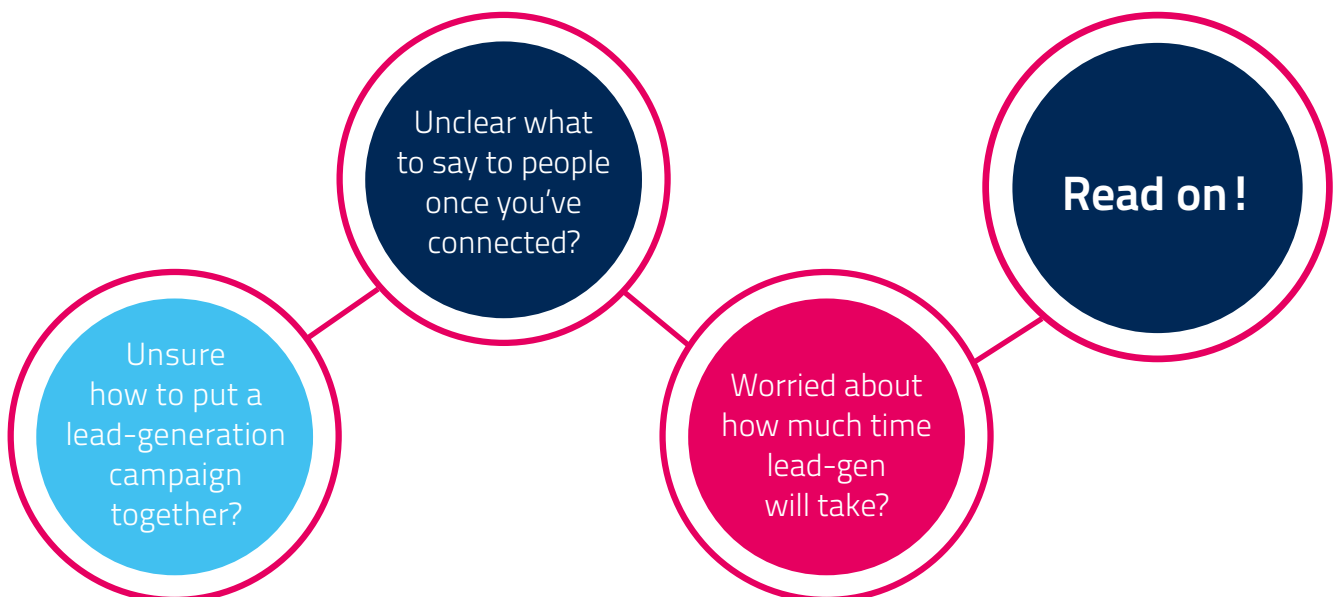 Unsure
how to put a
lead-generation
campaign
together?
Unclear what
to say to people
once you’ve
connected?
Worried about
how much time
lead-gen
will take?
Read on!